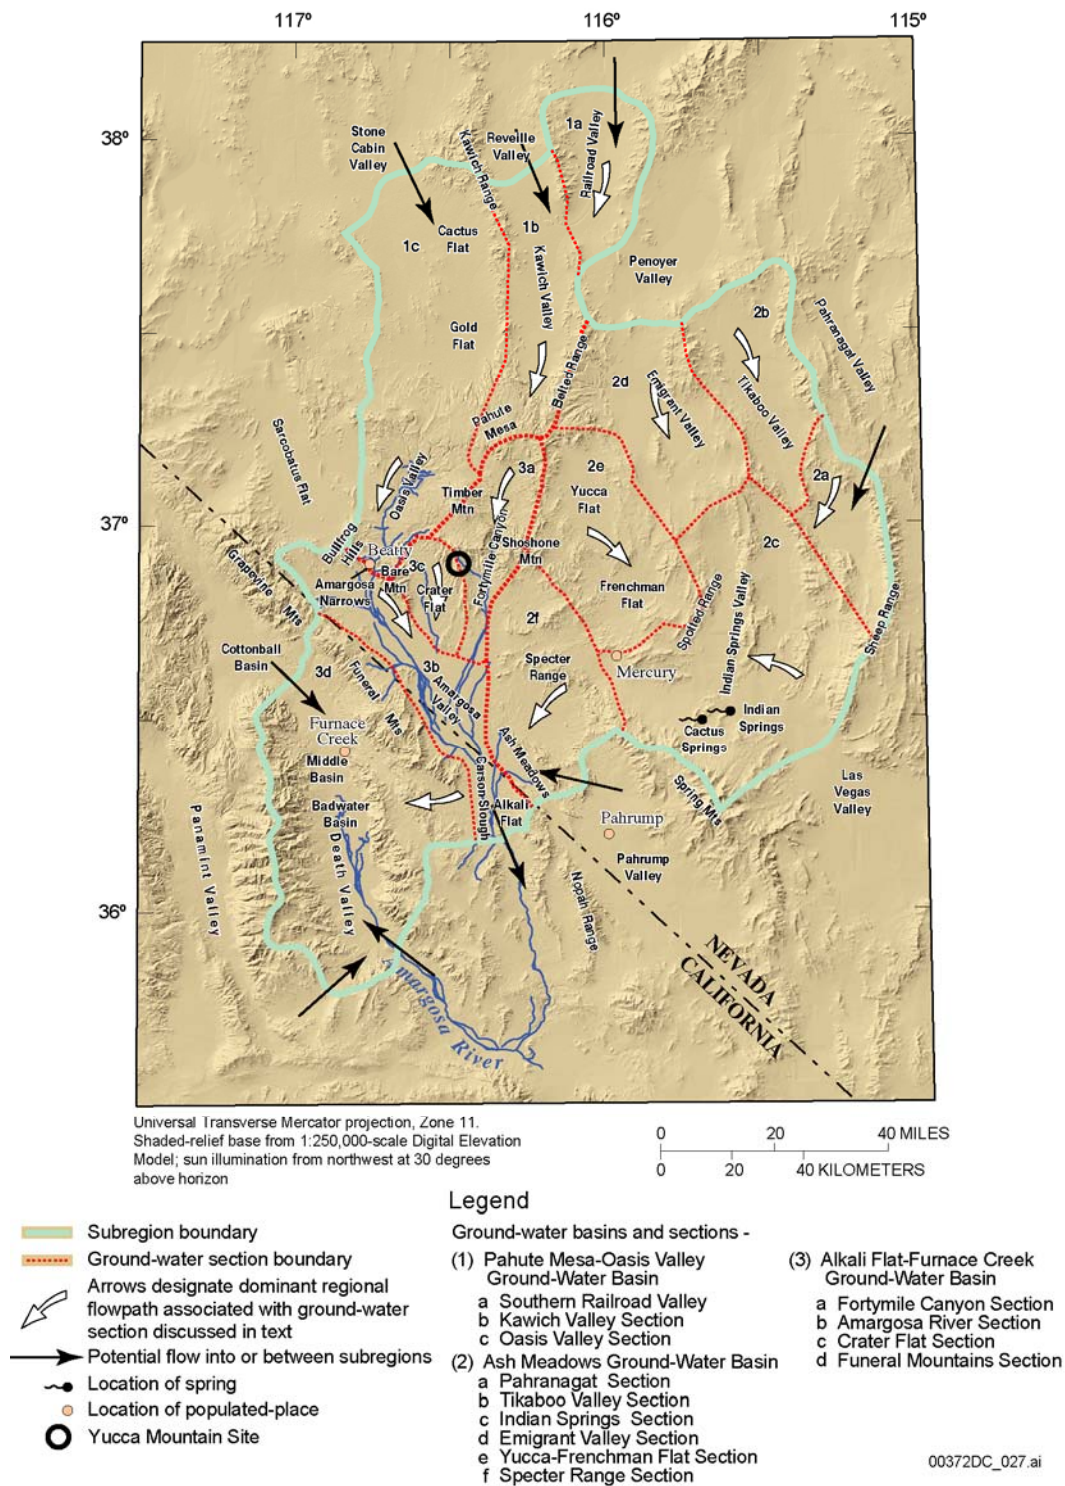 117º
116º
115º
38º
37º
36º
Stone
Cabin
Valley
Kawich Range
Reveille
Valley
1a
Railroad Valley
1b
1c
Cactus
Flat
Kawich Valley
Penoyer
Valley
2b
Pahranagat Valley
Gold
Flat
Belted Range
2d
Emigrant Valley
Tikaboo Valley
Pahute
Mesa
Sarcobatus Flat
Oasis Valley
3a
2e
2a
Timber
Mtn
Yucca
Flat
Fortymile Canyon
2c
Bullfrog
Hills
Beatty
Shoshone
Mtn
Grapevine Mts
Amargosa
Narrows
Bare
Mtn
3c
Crater
Flat
Frenchman
Flat
Spotted Range
Indian Springs Valley
Sheep Range
2f
Cottonball
Basin
3d
Funeral Mts
3b
Amargosa
Valley
Specter
Range
Mercury
Indian
Springs
Cactus
Springs
Furnace
Creek
Middle
Basin
Badwater
Basin
Ash Meadows
Carson Slough
Alkali
Flat
Spring Mts
Las
Vegas
Valley
Pahrump
Pahrump
Valley
Panamint Valley
Death Valley
Nopah Range
NEVADA
CALIFORNIA
Amargosa River
Universal Transverse Mercator projection, Zone 11.
Shaded-relief base from 1:250,000-scale Digital Elevation
Model; sun illumination from northwest at 30 degrees
above horizon
0 20 40 MILES
0 20 40 KILOMETERS
Legend
Subregion boundary
Ground-water section boundary
Arrows designate dominant regional
flowpath associated with ground-water
section discussed in text
Potential flow into or between subregions
Location of spring
Location of populated-place
Yucca Mountain Site
Ground-water basins and sections -
(1) Pahute Mesa-Oasis Valley
Ground-Water Basin
a Southern Railroad Valley
b Kawich Valley Section
c Oasis Valley Section
(2) Ash Meadows Ground-Water Basin
a Pahranagat Section
b Tikaboo Valley Section
c Indian Springs Section
d Emigrant Valley Section
e Yucca-Frenchman Flat Section
f Specter Range Section
(3) Alkali Flat-Furnace Creek
Ground-Water Basin
a Fortymile Canyon Section
b Amargosa River Section
c Crater Flat Section
d Funeral Mountains Section
00372DC_027.ai